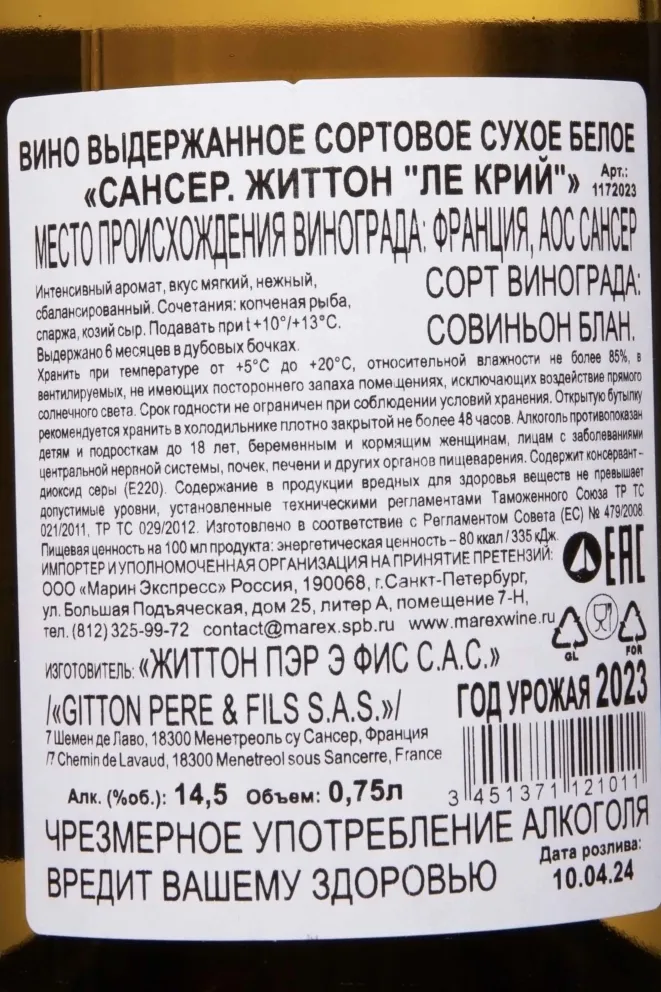 ВИНО ВЫДЕРЖАННОЕ СОРТОВОЕ СУХОЕ БЕЛОЕ
«САНСЕР. ЖИТТОН "ЛЕ КРИЙ"»
Арт.:
1172023
МЕСТО ПРОИСХОЖДЕНИЯ ВИНОГРАДА: ФРАНЦИЯ, АОС САНСЕР
Интенсивный аромат, вкус мягкий, нежный,
сбалансированный. Сочетания: копченая рыба,
спаржа, козий сыр. Подавать при t +10°/+13°С.
Выдержано 6 месяцев в дубовых бочках.
СОРТ ВИНОГРАДА:
СОВИНЬОН БЛАН.
Хранить при температуре от +5°С до +20°С, относительной влажности не более 85%, в
вентилируемых, не имеющих постороннего запаха помещениях, исключающих воздействие прямого
солнечного света. Срок годности не ограничен при соблюдении условий хранения. Открытую бутылку
рекомендуется хранить в холодильнике плотно закрытой не более 48 часов. Алкоголь противопоказан
детям и подросткам до 18 лет, беременным и кормящим женщинам, лицам с заболеваниями
центральной нервной системы, почек, печени и других органов пищеварения. Содержит консервант-
диоксид серы (Е220). Содержание в продукции вредных для здоровья веществ не превышает
допустимые уровни, установленные техническими регламентами Таможенного Союза ТР ТС
021/2011, ТР ТС 029/2012. Изготовлено в соответствие с Регламентом Совета (ЕС) № 479/2008
Пищевая ценность на 100 мл продукта: энергетическая ценность – 80 ккал / 335 кДж.
ИМПОРТЕР И УПОЛНОМОЧЕННАЯ ОРГАНИЗАЦИЯ НА ПРИНЯТИЕ ПРЕТЕНЗИЙ:
ООО «Марин Экспресс» Россия, 190068, г.Санкт-Петербург,
ул. Большая Подъяческая, дом 25, литер А, помещение 7-Н,
тел. (812) 325-99-72 contact@marex.spb.ru www.marexwine.ru
EAC
GL
FOR
ИЗГОТОВИТЕЛЬ: «ЖИТТОН ПЭР Э ФИС С.А.С.»
/«GITTON PERE & FILS S.A.S.»/
7 Шемен де Лаво, 18300 Менетреоль су Сансер, Франция
/7 Chemin de Lavaud, 18300 Menetreol sous Sancerre, France
ГОД УРОЖАЯ 2023
3 451371 121011
Алк. (%об.): 14,5 Объем: 0,75л
ЧРЕЗМЕРНОЕ УПОТРЕБЛЕНИЕ АЛКОГОЛЯ
ВРЕДИТ ВАШЕМУ ЗДОРОВЬЮ
Дата розлива:
10.04.24